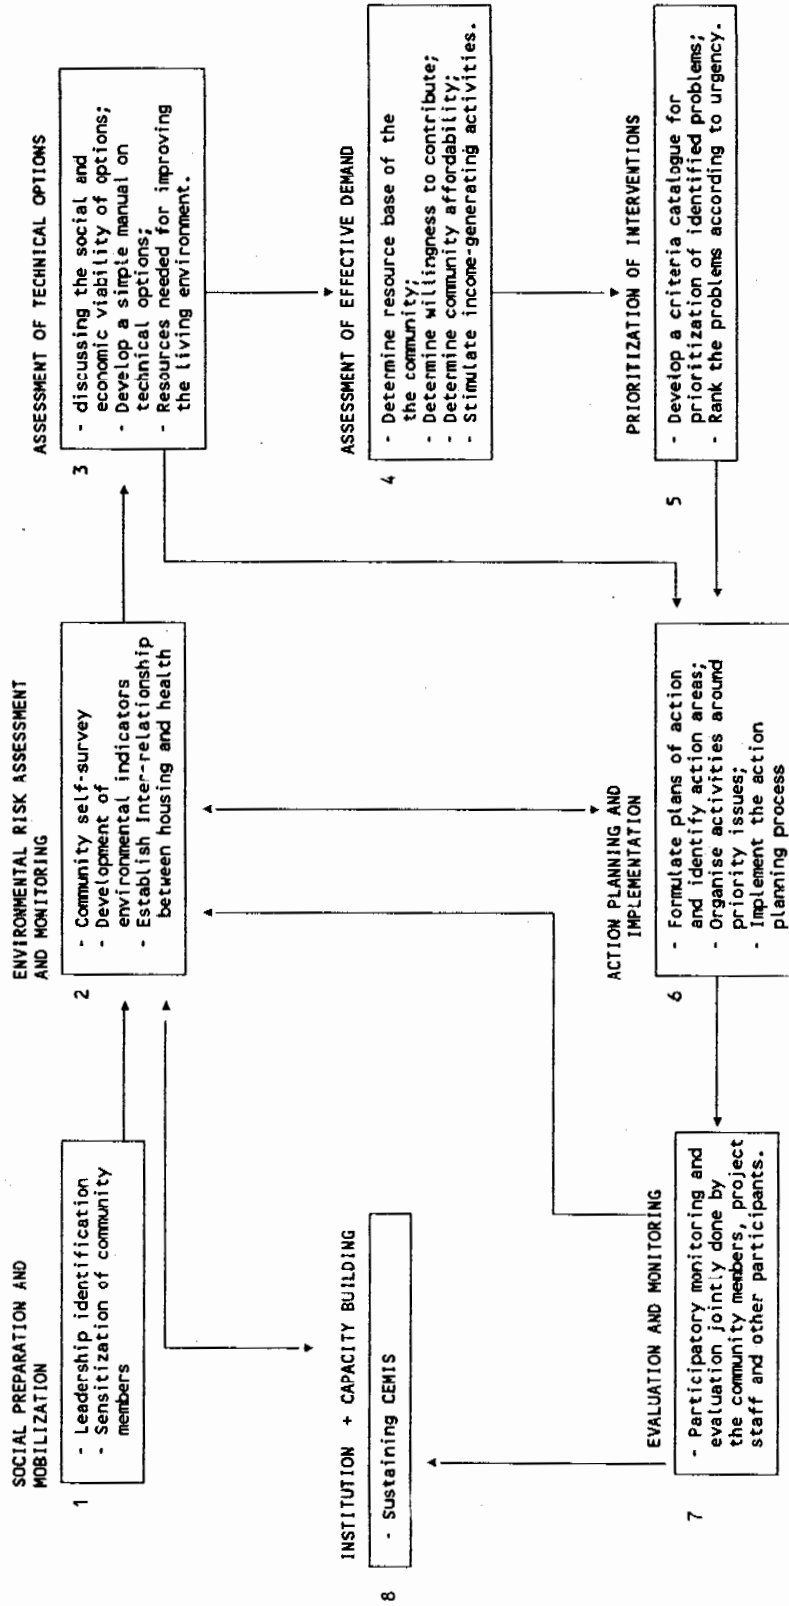 SOCIAL PREPARATION AND
MOBILIZATION
1
- Leadership identification
- Sensitization of community
members
ENVIRONMENTAL RISK ASSESSMENT
AND MONITORING
2
- Community self-survey
- Development of
environmental indicators
- Establish Inter-relationship
between housing and health
ASSESSMENT OF TECHNICAL OPTIONS
3
- discussing the social and
economic viability of options;
- Develop a simple manual on
technical options;
- Resources needed for improving
the living environment.
ASSESSMENT OF EFFECTIVE DEMAND
4
- Determine resource base of the
the community;
- Determine willingness to contribute;
- Determine community affordability;
- Stimulate income-generating activities.
PRIORITIZATION OF INTERVENTIONS
5
- Develop a criteria catalogue for
prioritization of identified problems;
- Rank the problems according to urgency.
ACTION PLANNING AND
IMPLEMENTATION
6
- Formulate plans of action
and identify action areas;
- Organise activities around
priority issues;
- Implement the action
planning process
EVALUATION AND MONITORING
7
- Participatory monitoring and
evaluation jointly done by
the community members, project
staff and other participants.
INSTITUTION + CAPACITY BUILDING
8
- Sustaining CEMIS